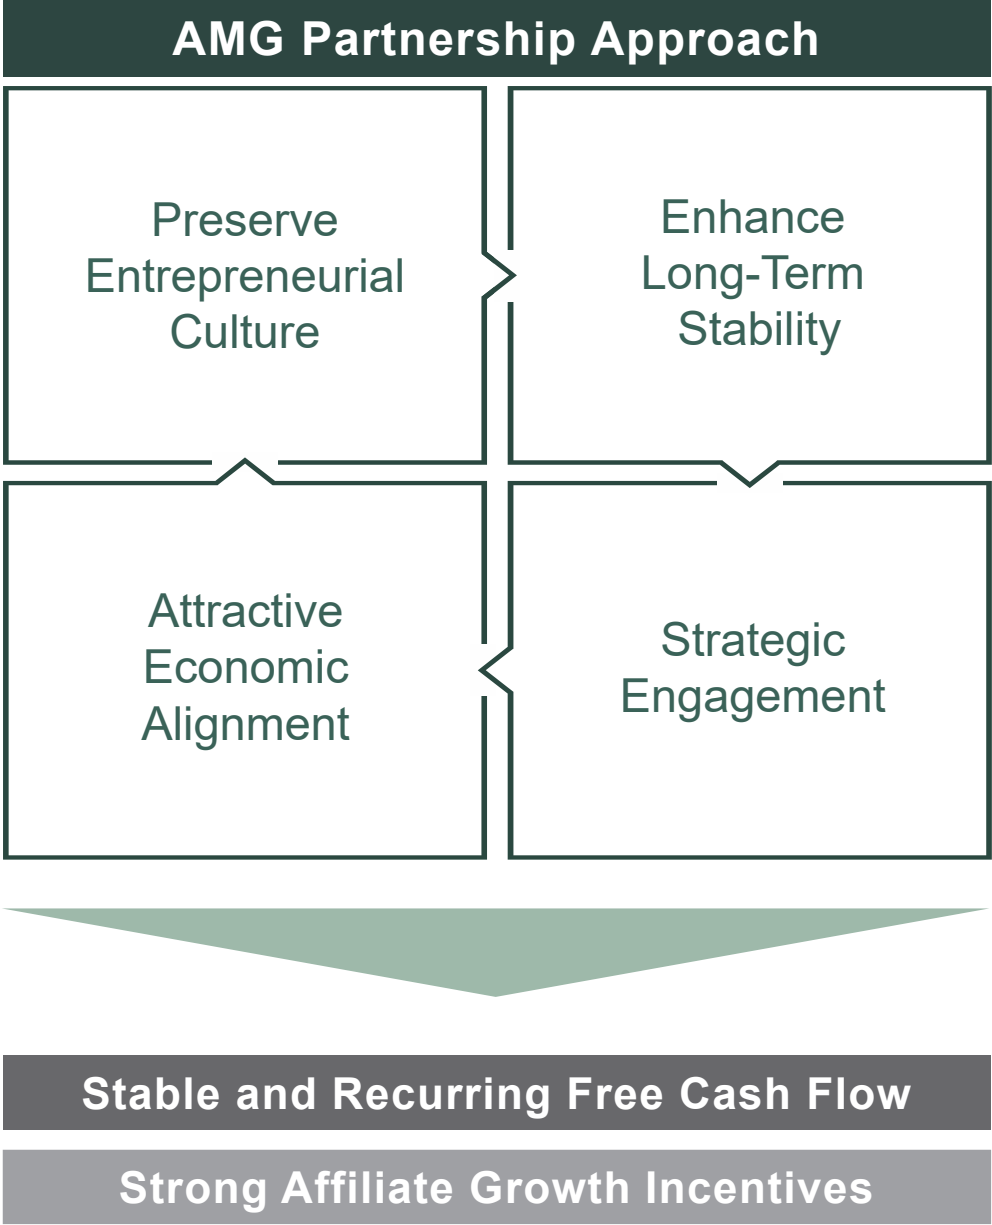 AMG Partnership Approach
Preserve
Entrepreneurial
Culture
Enhance
Long-Term
Stability
Attractive
Economic
Alignment
Strategic
Engagement
Stable and Recurring Free Cash Flow
Strong Affiliate Growth Incentives